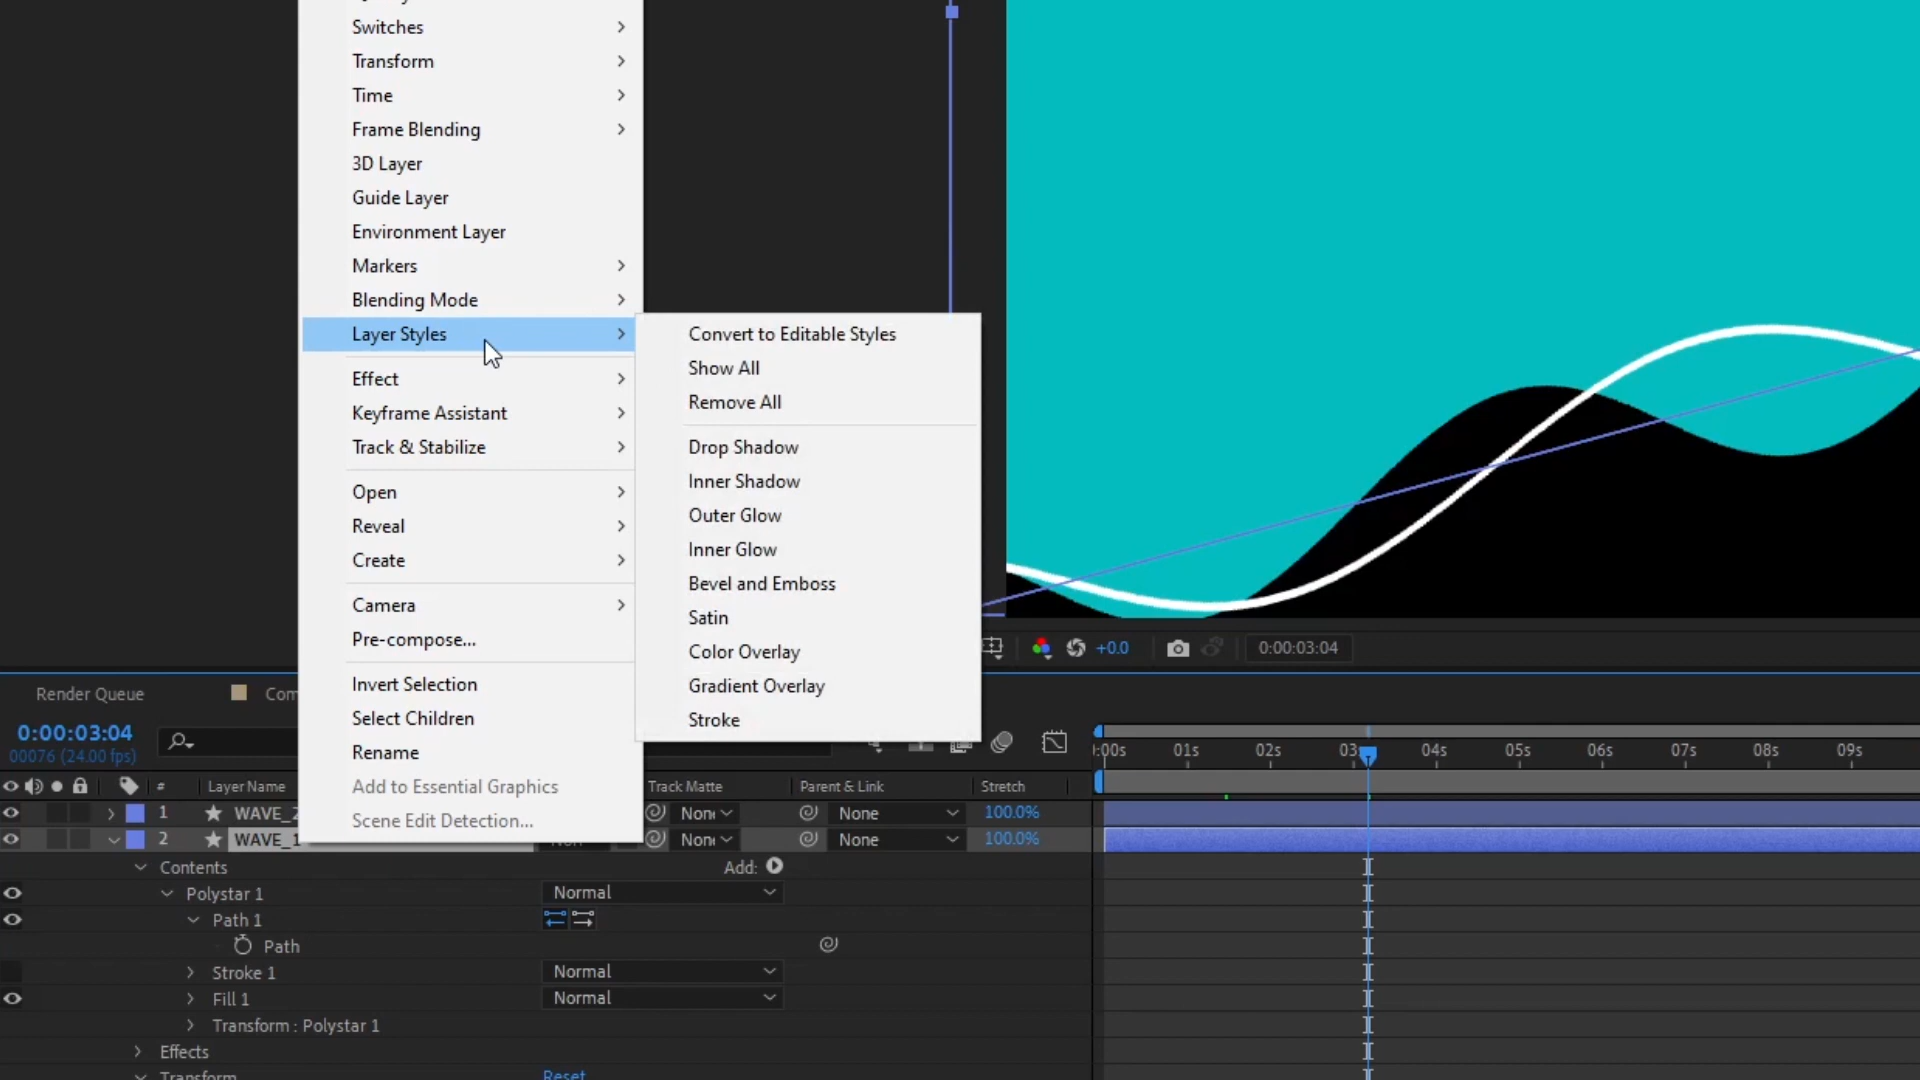 Switches
Transform
Time
Frame Blending
3D Layer
Guide Layer
Environment Layer
Markers
Blending Mode
Layer Styles
Effect
Keyframe Assistant
Track & Stabilize
Open
Reveal
Create
Camera
Pre-compose...
Invert Selection
Select Children
Rename
Add to Essential Graphics
Scene Edit Detection...
Convert to Editable Styles
Show All
Remove All
Drop Shadow
Inner Shadow
Outer Glow
Inner Glow
Bevel and Emboss
Satin
Color Overlay
Gradient Overlay
Stroke
+0.0
0:00:03:04
Render Queue
Com
0:00:03:04
00076 (24.00 fps)
:00s 01s 02s 03 04s 05s 06s 07s 08s 09s
# Layer Name Track Matte Parent & Link Stretch
1 WAVE_2 None None 100.0%
2 WAVE_1 None None 100.0%
Contents Add:
Polystar 1 Normal
Path 1
Path
Stroke 1 Normal
Fill 1 Normal
Transform : Polystar 1
Effects
Transform Reset